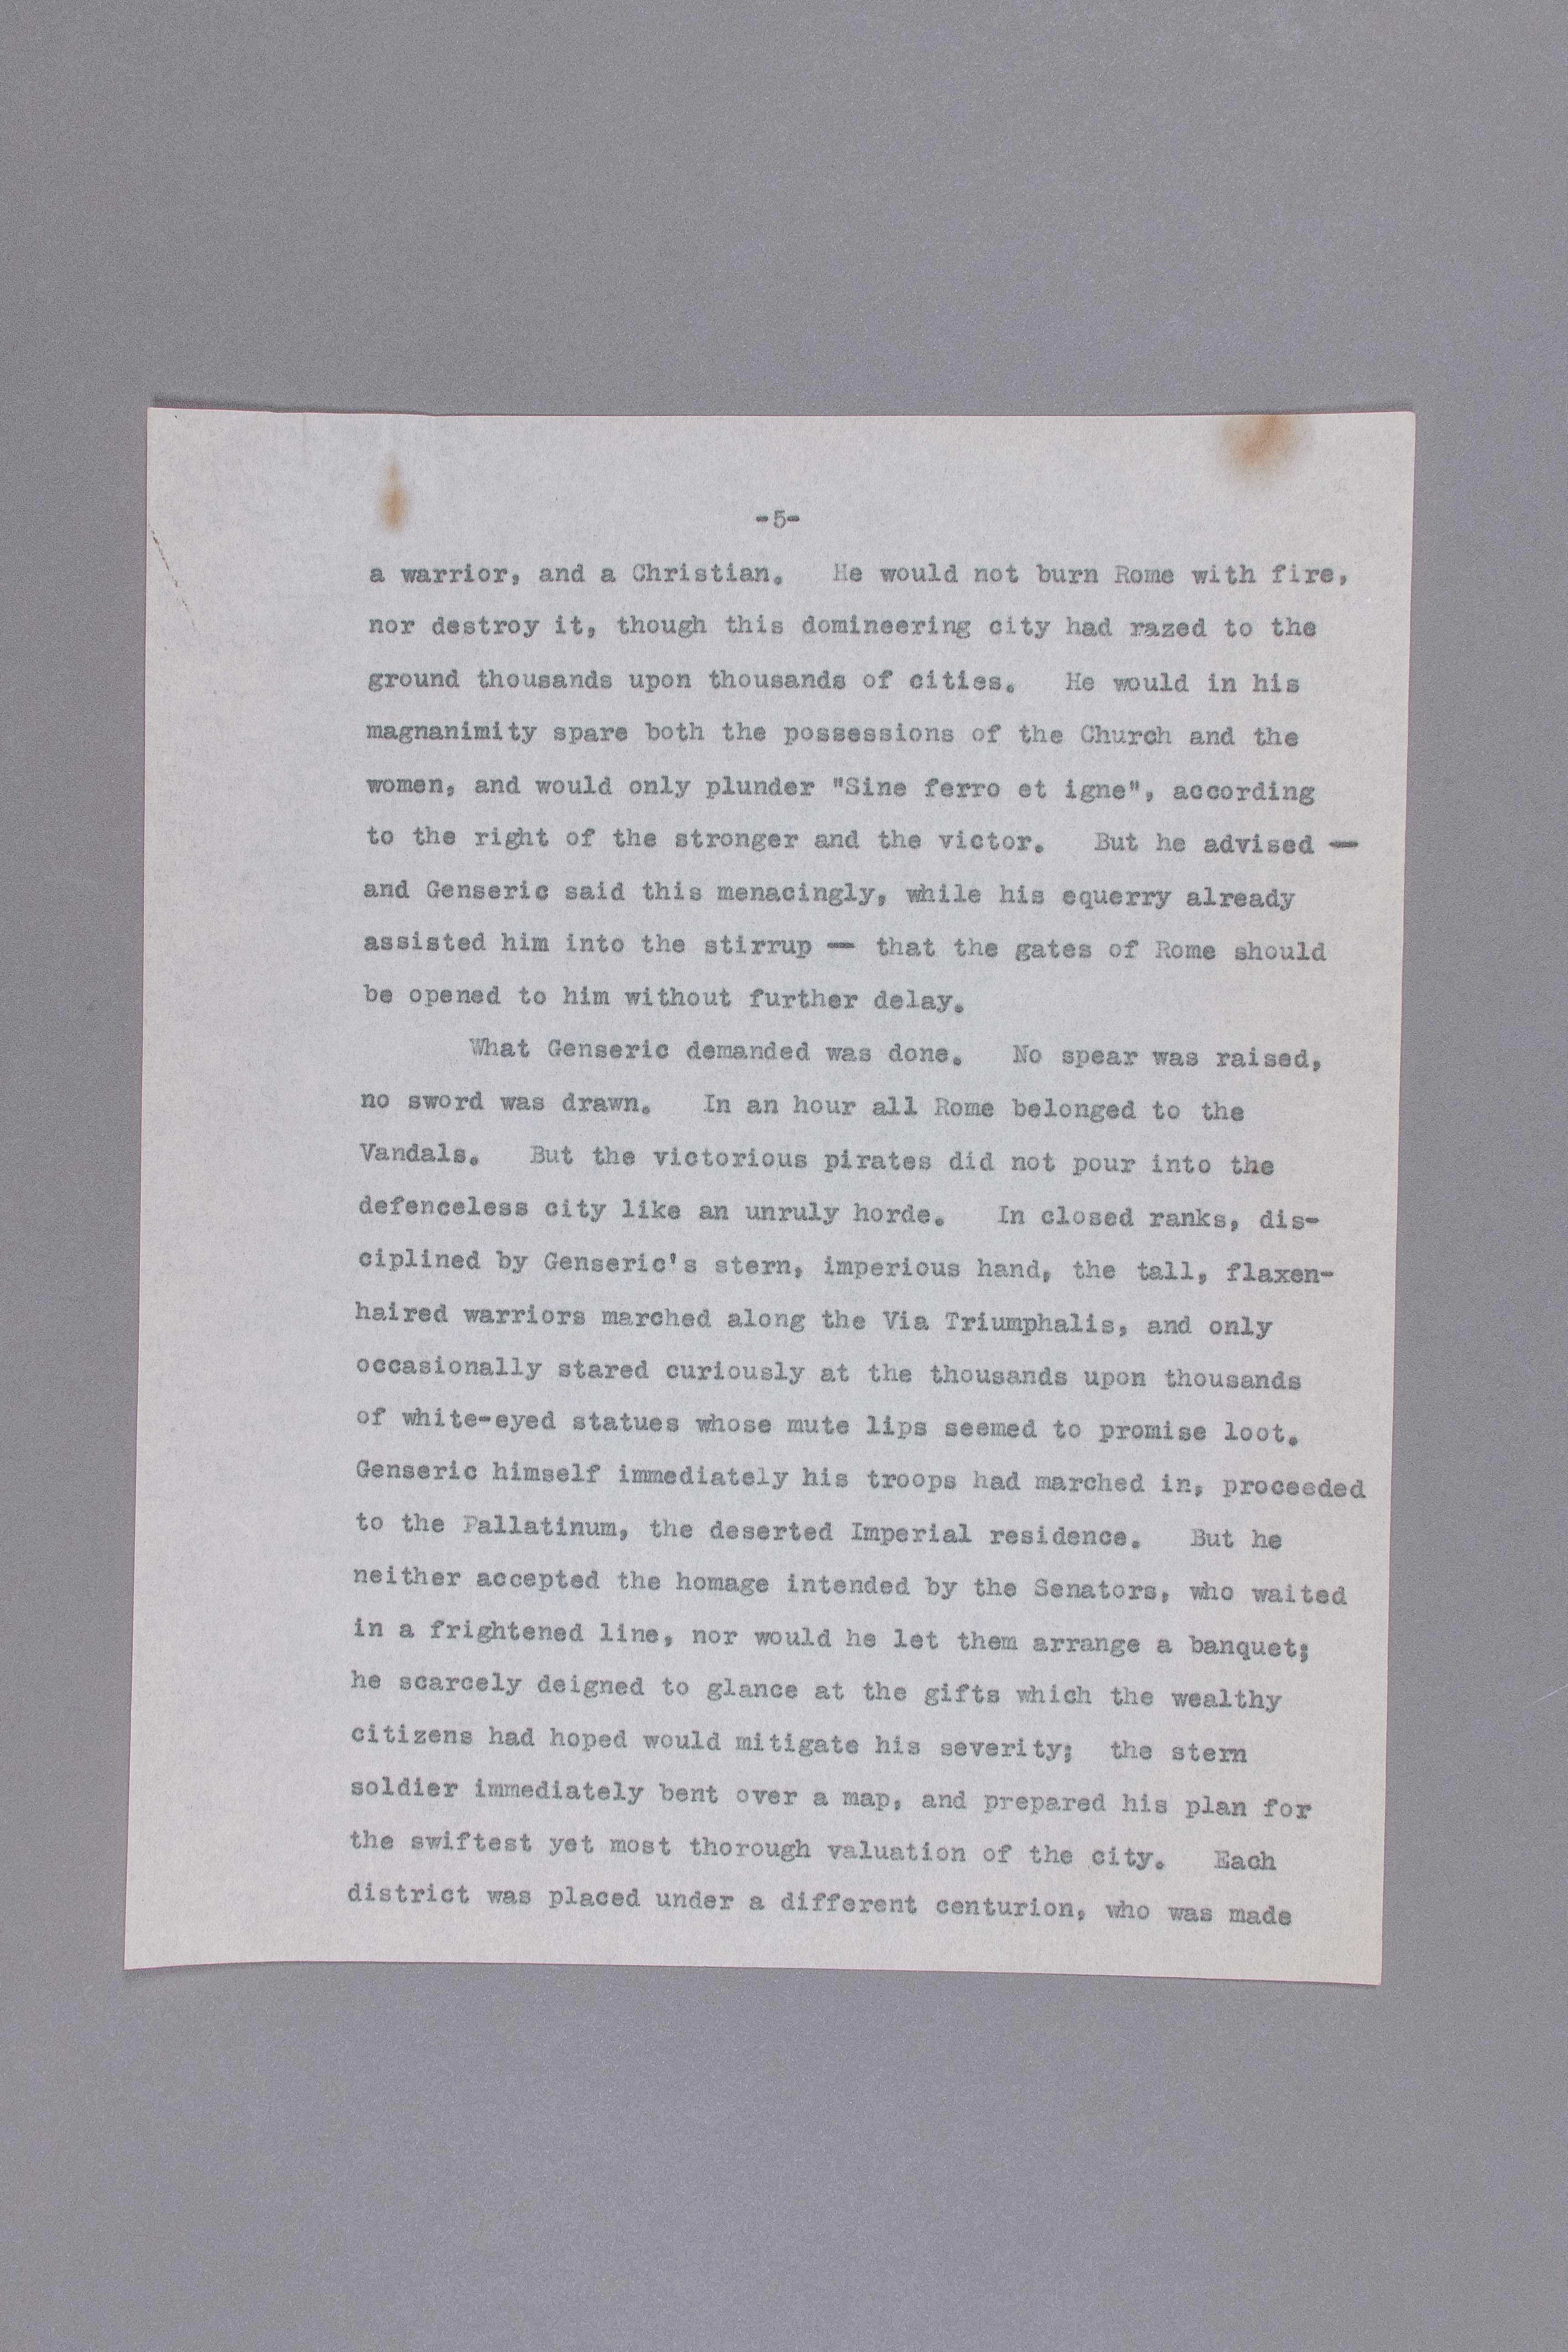 -5-
a warrior, and a Christian.   He would not burn Rome with fire,
nor destroy it, though this domineering city had razed to the
ground thousands upon thousands of cities.   He would in his
magnanimity spare both the possessions of the Church and the
women, and would only plunder "Sine ferro et igne", according
to the right of the stronger and the victor.   But he advised —
and Genseric said this menacingly, while his equerry already
assisted him into the stirrup — that the gates of Rome should
be opened to him without further delay.
What Genseric demanded was done.   No spear was raised,
no sword was drawn.   In an hour all Rome belonged to the
Vandals.   But the victorious pirates did not pour into the
defenceless city like an unruly horde.   In closed ranks, dis-
ciplined by Genseric's stern, imperious hand, the tall, flaxen-
haired warriors marched along the Via Triumphalis, and only
occasionally stared curiously at the thousands upon thousands
of white-eyed statues whose mute lips seemed to promise loot.
Genseric himself immediately his troops had marched in, proceeded
to the Pallatinum, the deserted Imperial residence.   But he
neither accepted the homage intended by the Senators, who waited
in a frightened line, nor would he let them arrange a banquet;
he scarcely deigned to glance at the gifts which the wealthy
citizens had hoped would mitigate his severity;  the stern
soldier immediately bent over a map, and prepared his plan for
the swiftest yet most thorough valuation of the city.   Each
district was placed under a different centurion, who was made